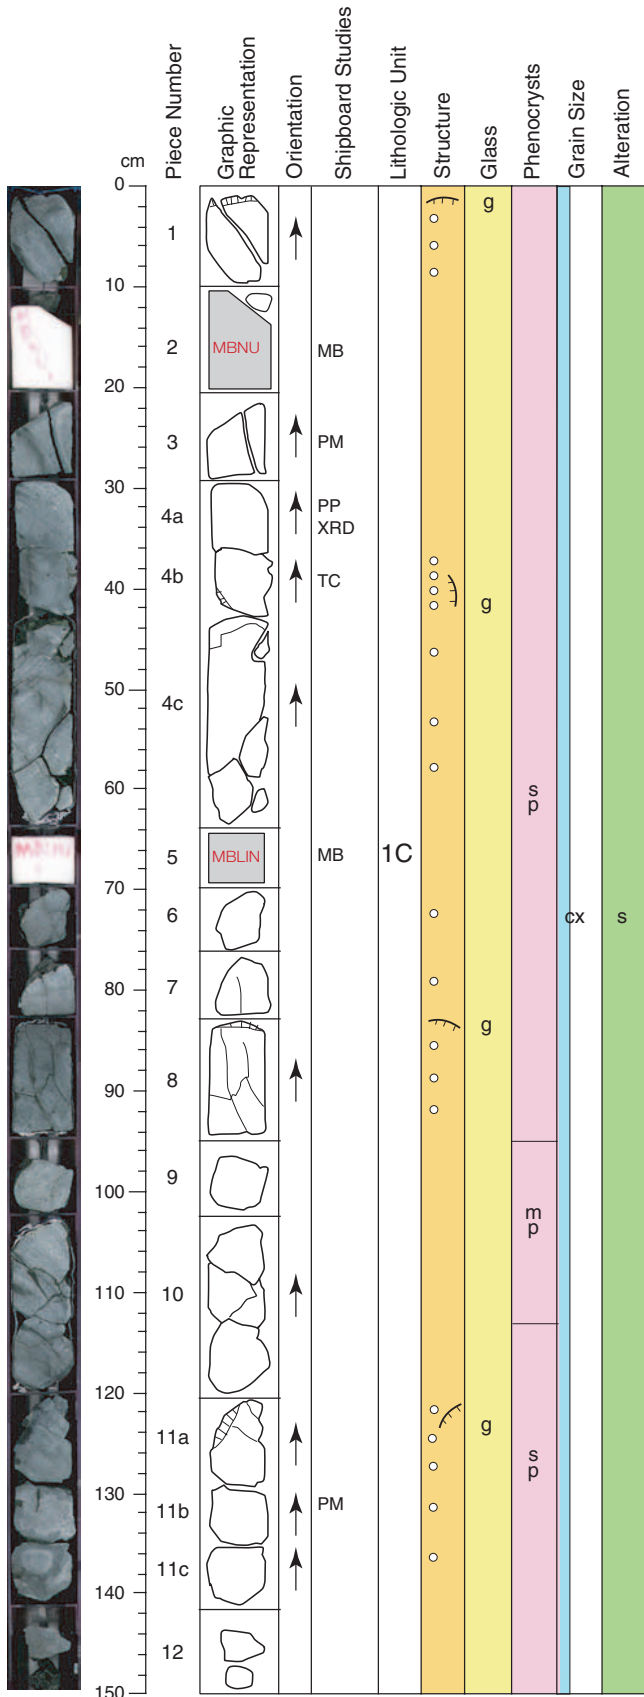 cm
Piece Number
Graphic
Representation
Orientation
Shipboard Studies
Lithologic Unit
Structure
Glass
Phenocrysts
Grain Size
Alteration
0
g
1
10
2
MBNU
MB
20
3
PM
30
4a
PP
XRD
4b
TC
40
g
50
4c
60
s
p
5
MBLIN
MB
1C
70
6
cx
s
7
80
g
8
90
9
100
m
p
10
110
120
11a
g
s
p
130
11b
PM
11c
140
12
150